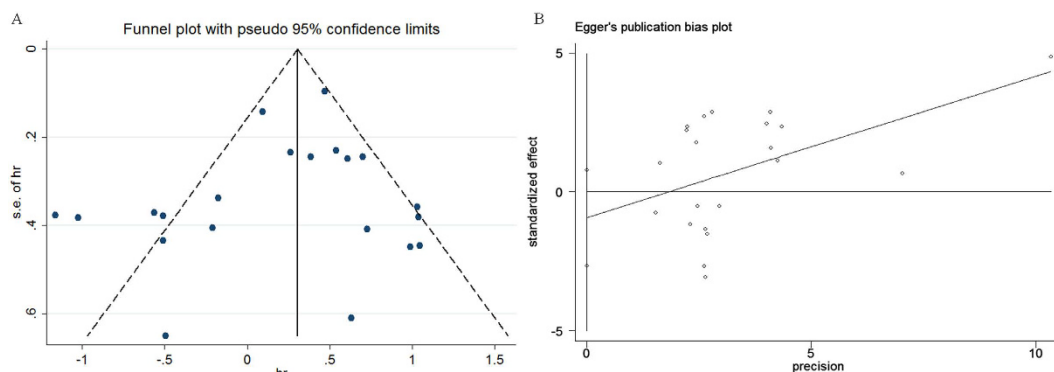 A
Funnel plot with pseudo 95% confidence limits
s.e. of hr
0
.2
.4
.6
-1
-.5
0
.5
1
1.5
hr
B
Egger's publication bias plot
standardized effect
5
0
-5
0
5
10
precision